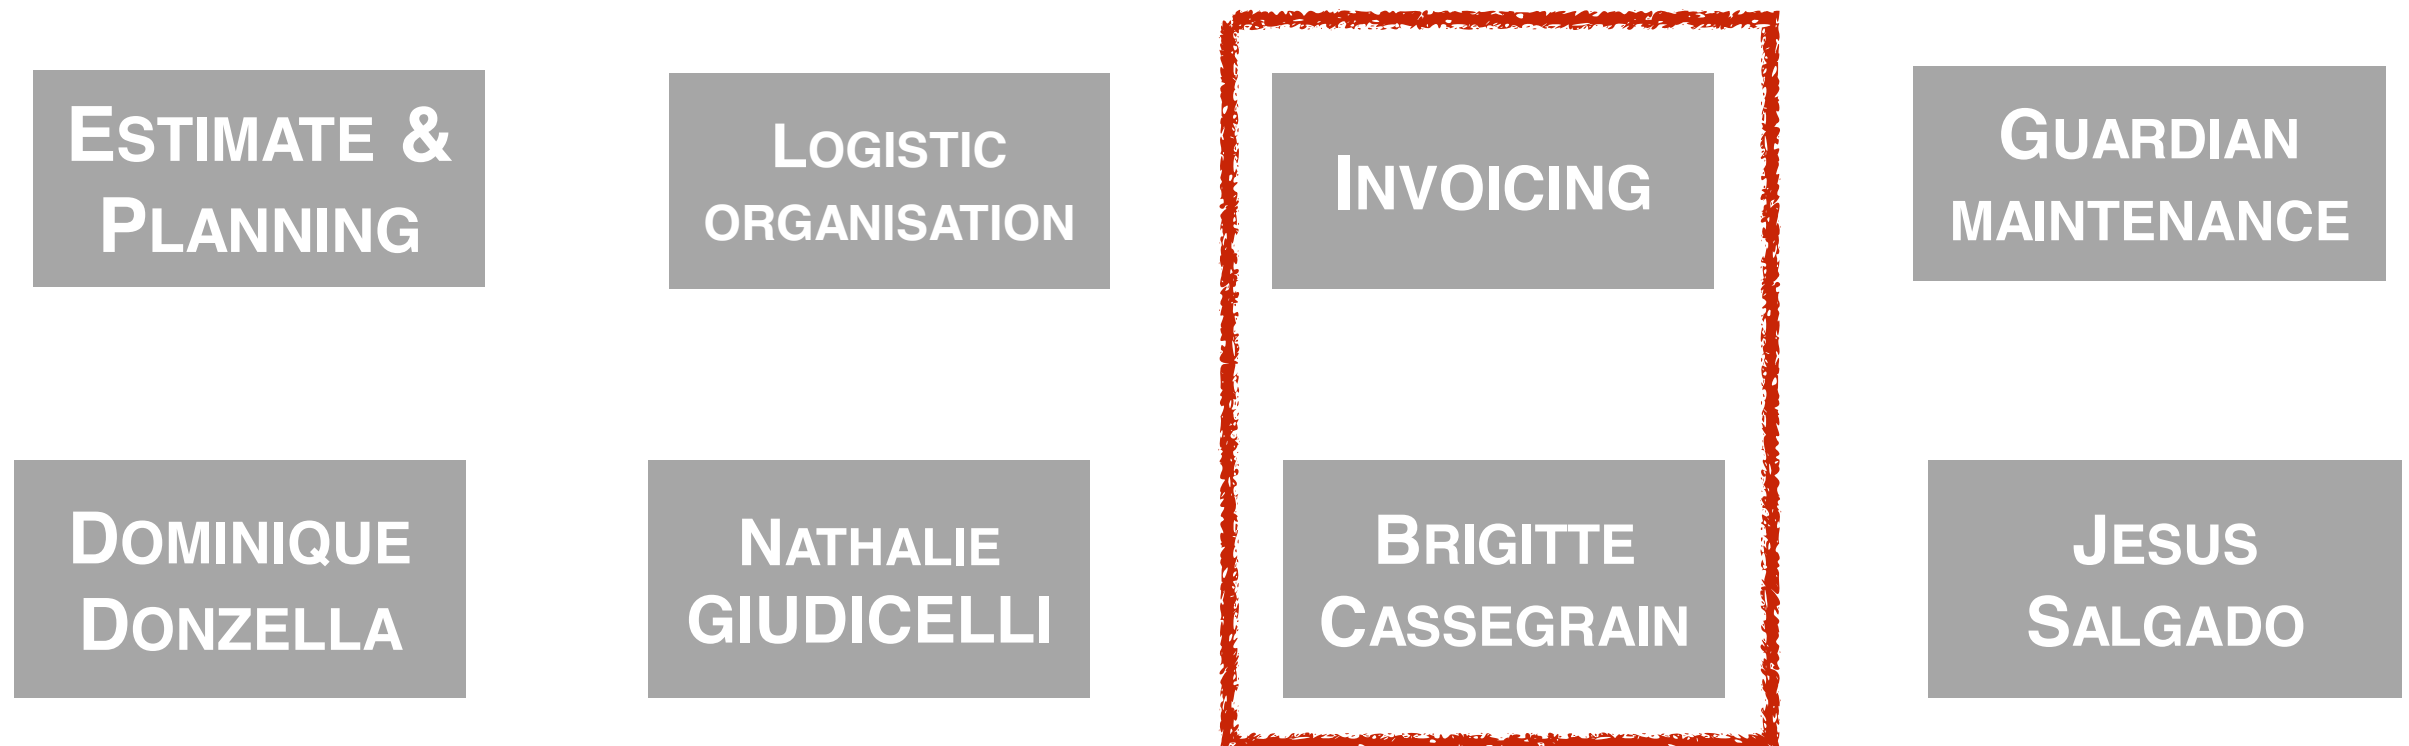 ESTIMATE &
PLANNING
LOGISTIC
ORGANISATION
INVOICING
GUARDIAN
MAINTENANCE
DOMINIQUE
DONZELLA
NATHALIE
GIUDICELLI
BRIGITTE
CASSEGRAIN
JESUS
SALGADO